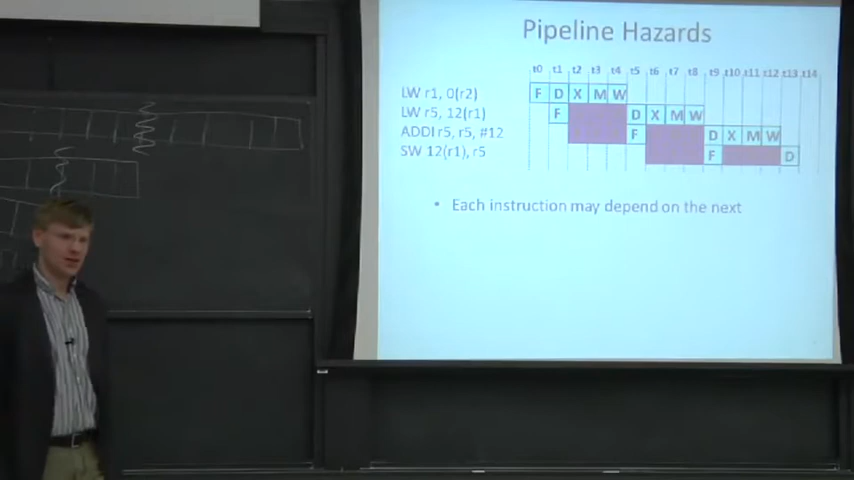 Pipeline Hazards
t0 t1 t2 t3 t4 t5 t6 t7 t8 t9 t10 t11 t12 t13 t14
LW r1, 0(r2) F D X M W
LW r5, 12(r1) F D X M W
ADDI r5, r5, #12 F D X M W
SW 12(r1), r5 F D
• Each instruction may depend on the next